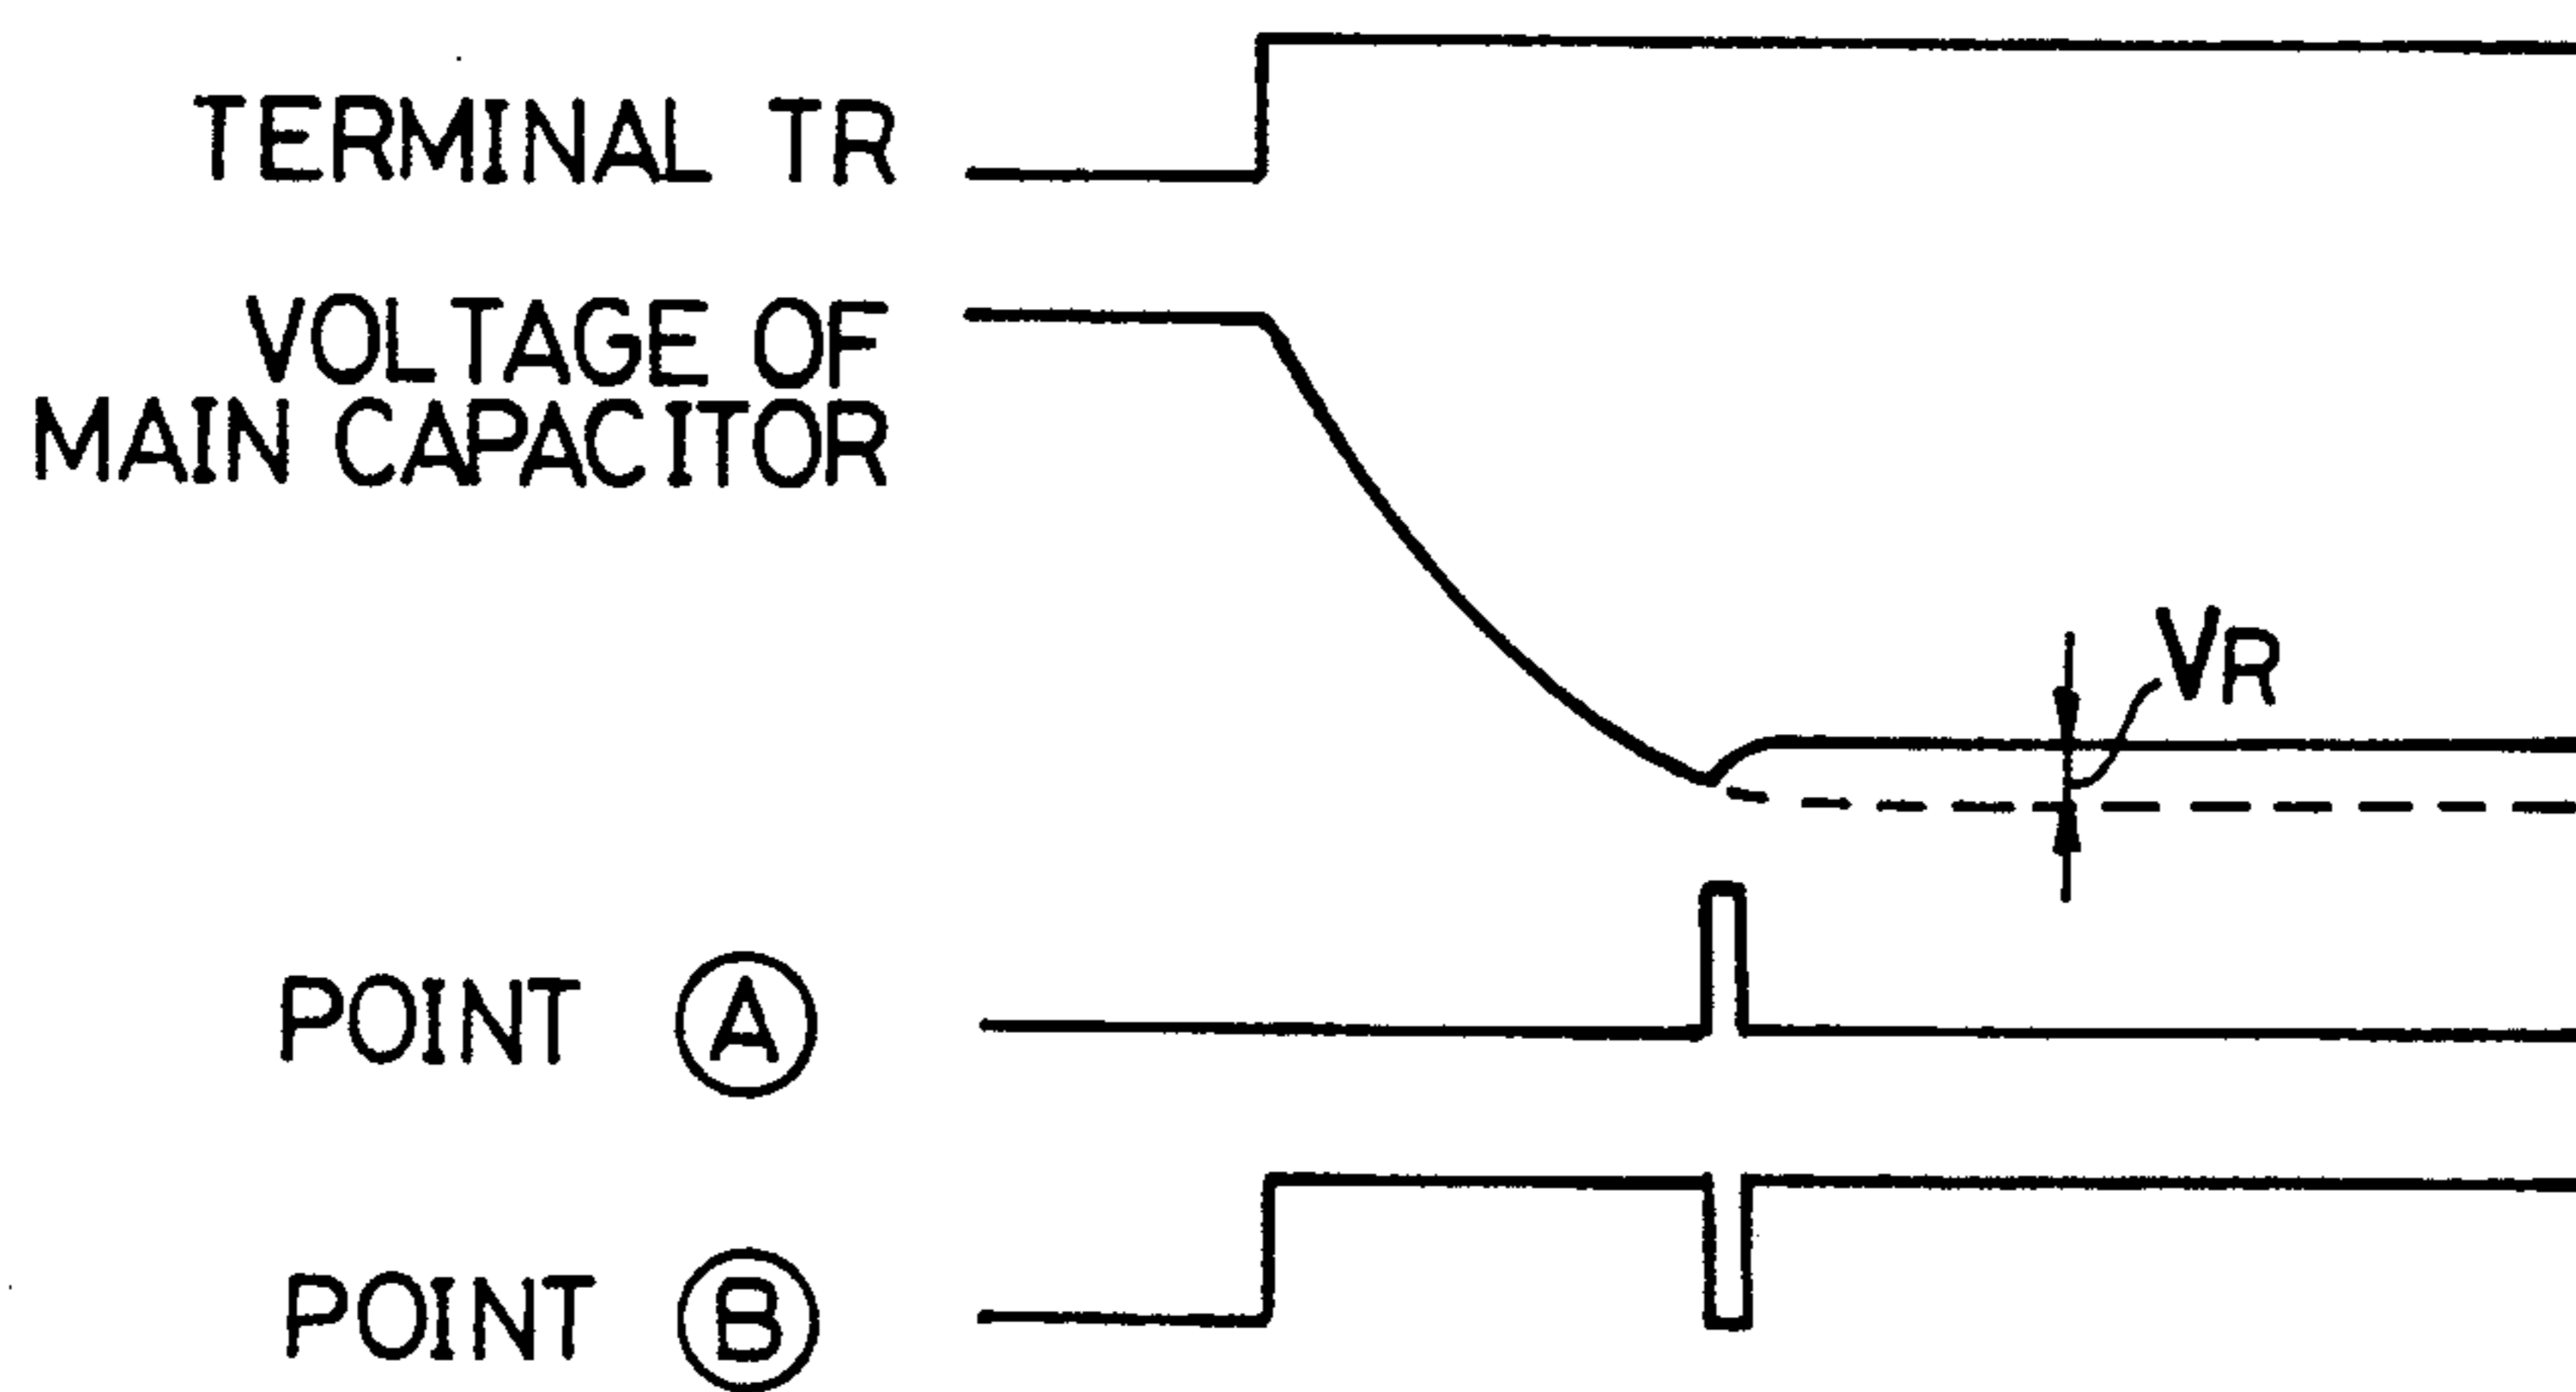 TERMINAL TR
VOLTAGE OF
MAIN CAPACITOR
VR
POINT A
POINT B